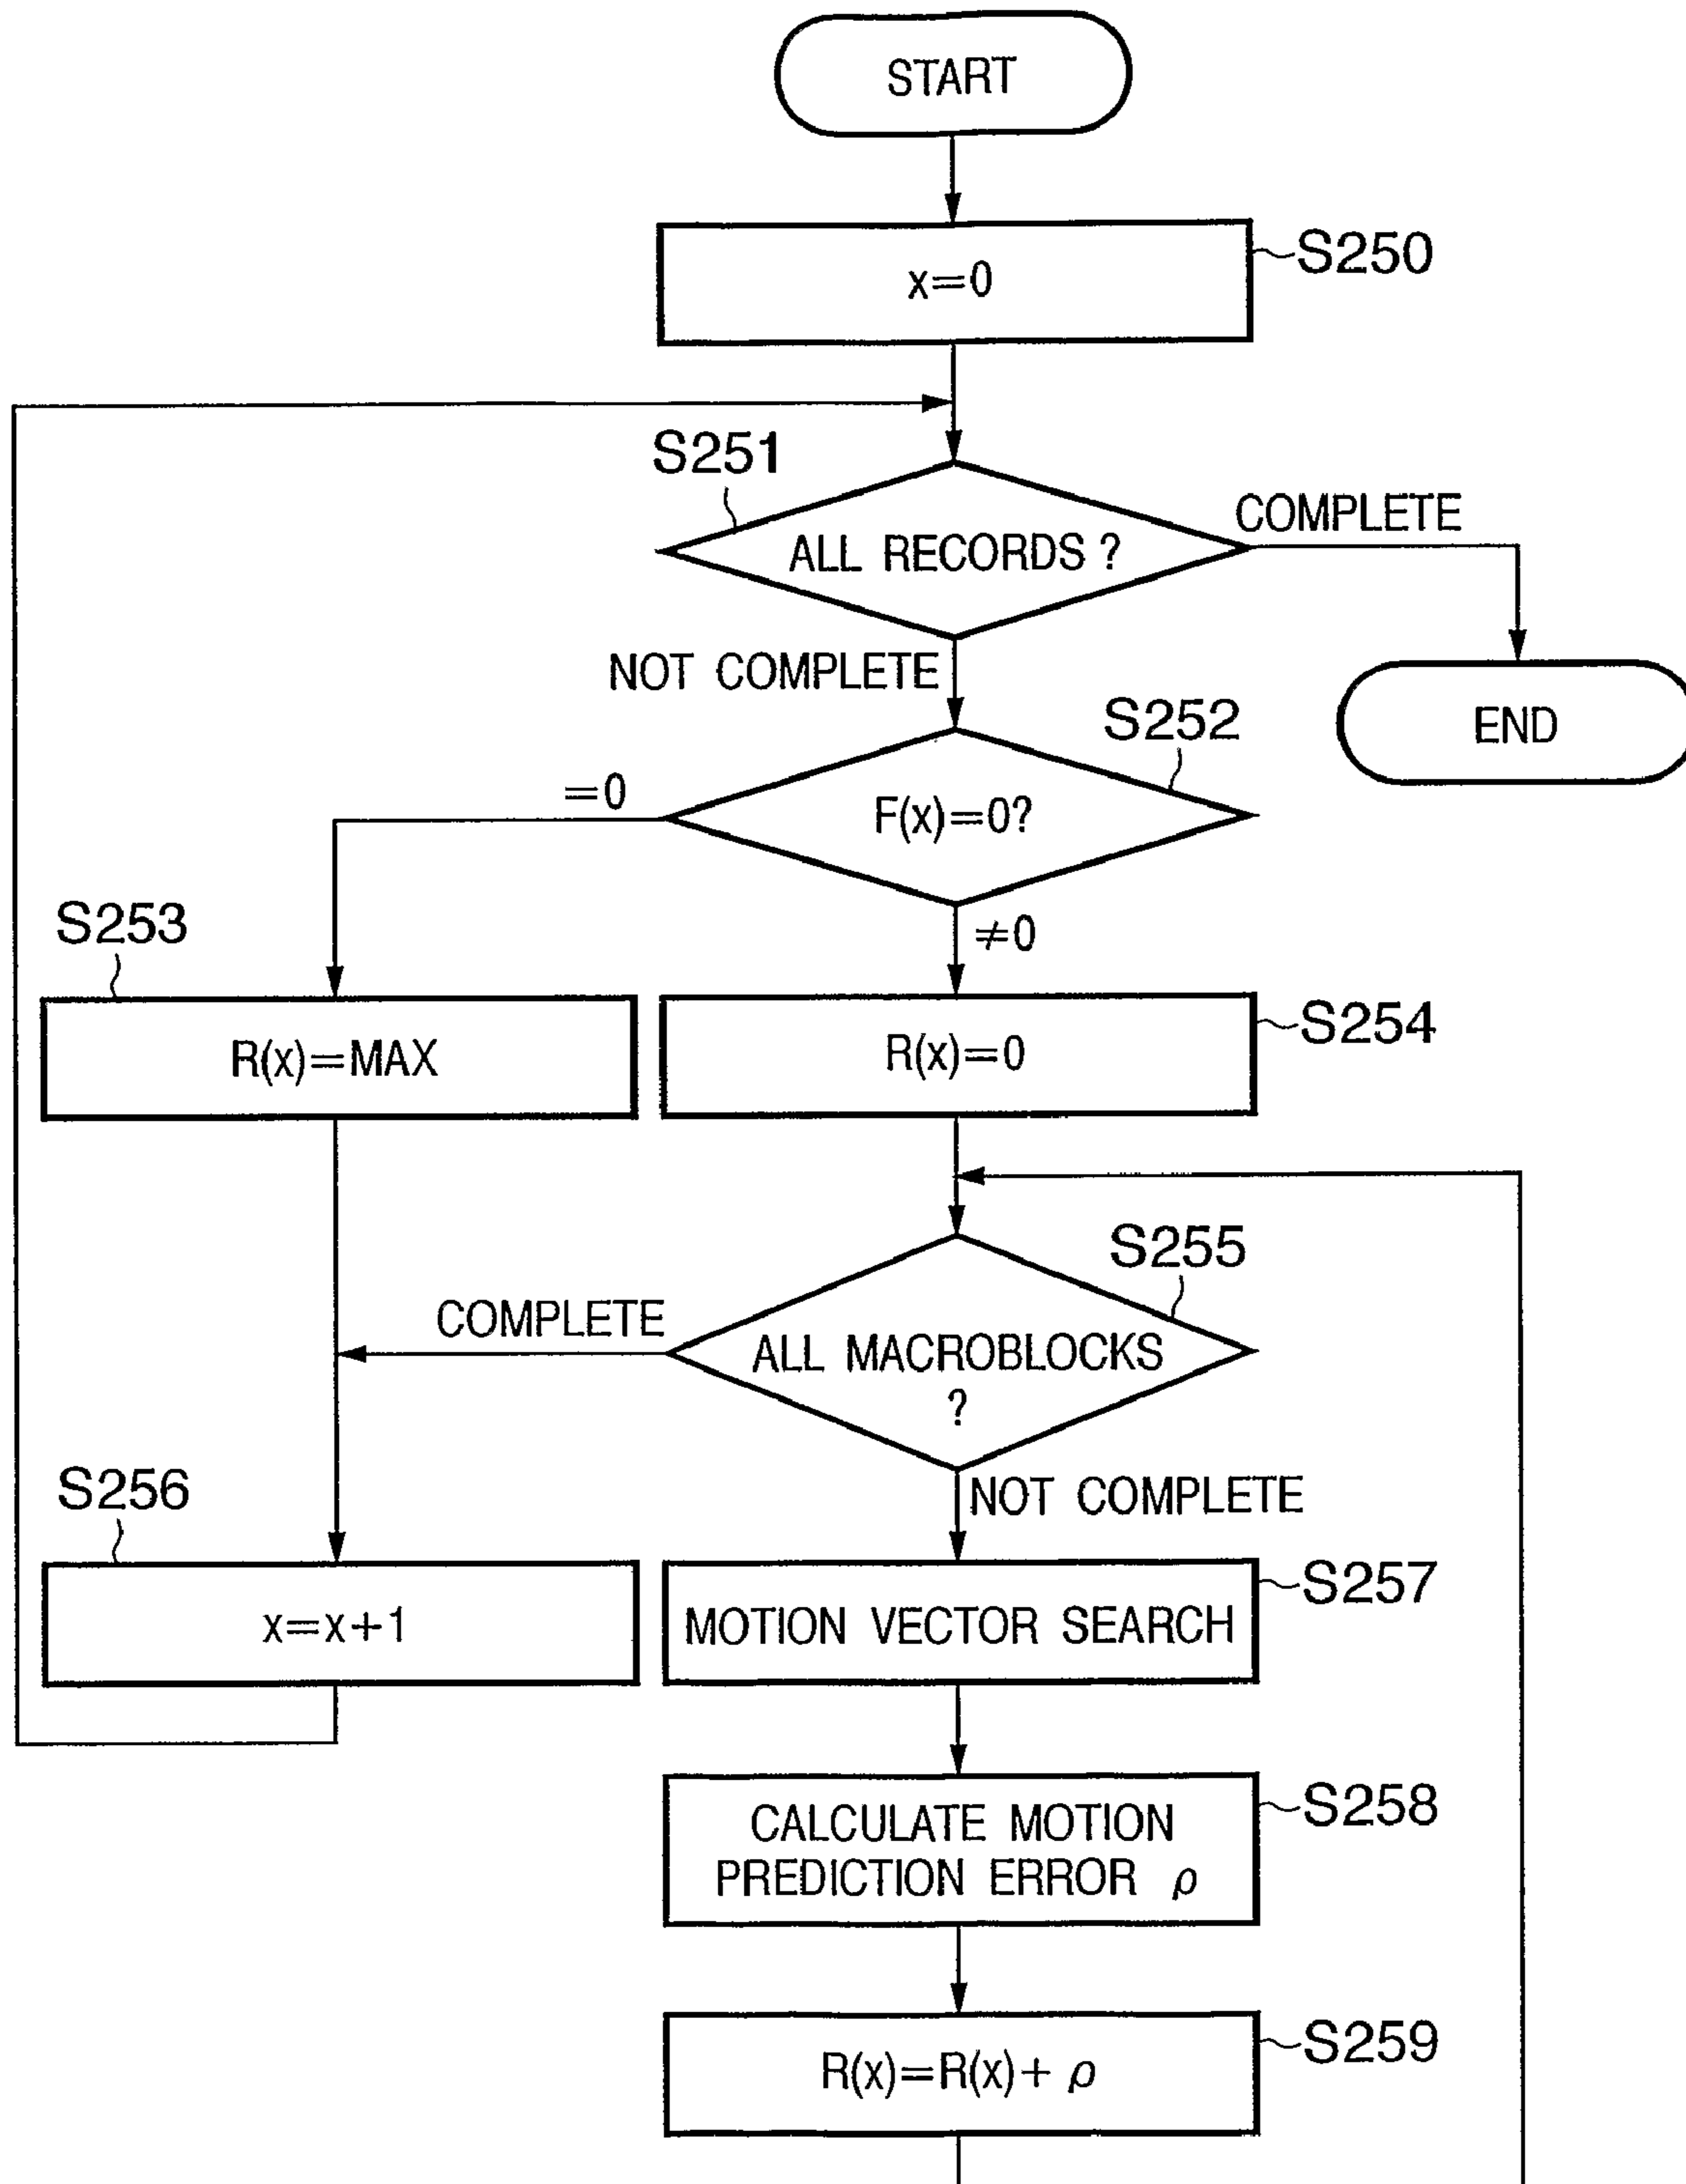 START
x=0
S250
S251
ALL RECORDS ?
COMPLETE
NOT COMPLETE
END
S252
=0
F(x)=0?
≠0
S253
R(x)=MAX
R(x)=0
S254
S255
COMPLETE
ALL MACROBLOCKS
?
NOT COMPLETE
S256
x=x+1
MOTION VECTOR SEARCH
S257
CALCULATE MOTION
PREDICTION ERROR ρ
S258
R(x)=R(x)+ ρ
S259